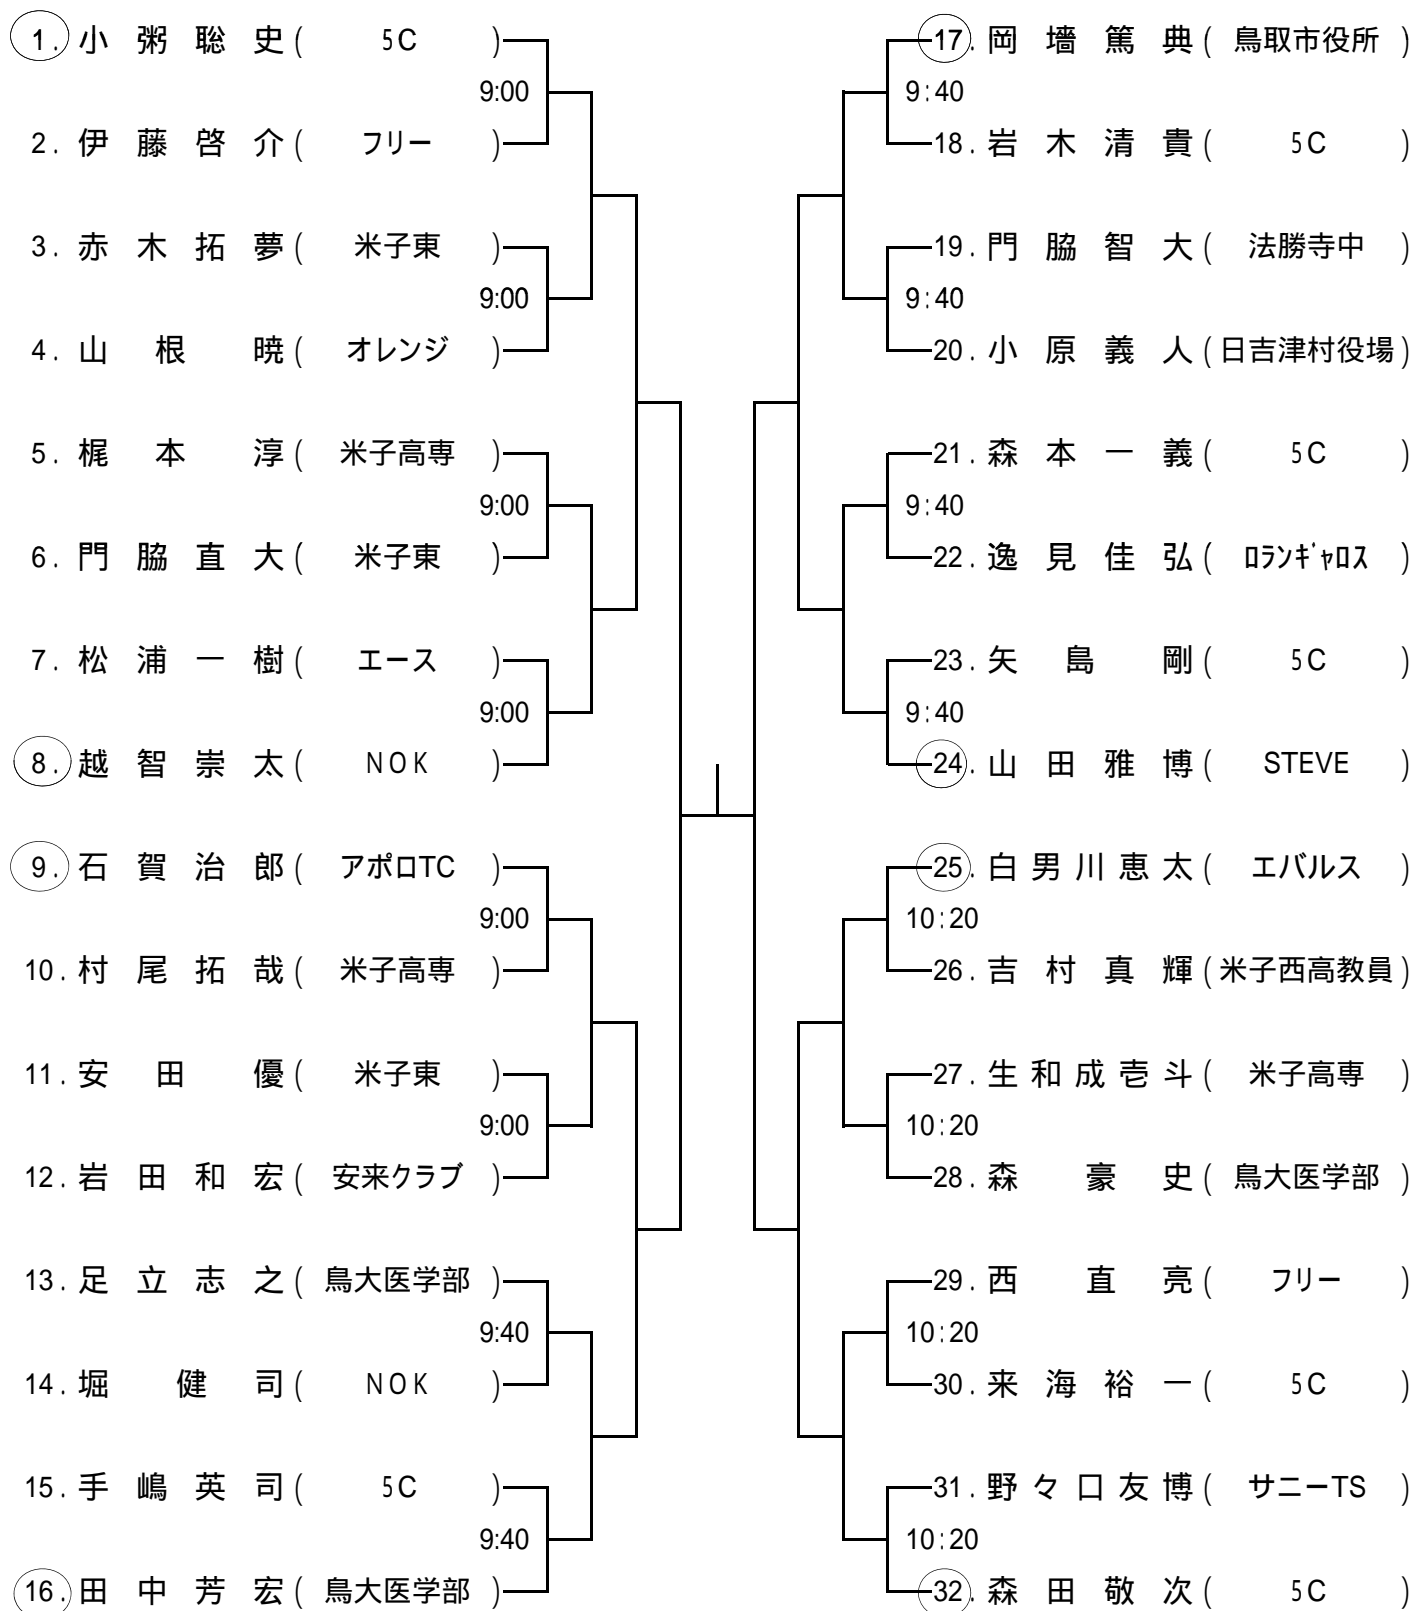 1. 小粥聡史 ( 5C )
9:00
2. 伊藤啓介 ( フリー )
3. 赤木拓夢 ( 米子東 )
9:00
4. 山根暁 ( オレンジ )
5. 梶本淳 ( 米子高専 )
9:00
6. 門脇直大 ( 米子東 )
7. 松浦一樹 ( エース )
9:00
8. 越智崇太 ( NOK )
9. 石賀治郎 ( アポロTC )
9:00
10. 村尾拓哉 ( 米子高専 )
11. 安田優 ( 米子東 )
9:00
12. 岩田和宏 ( 安来クラブ )
13. 足立志之 ( 鳥大医学部 )
9:40
14. 堀健司 ( NOK )
15. 手嶋英司 ( 5C )
9:40
16. 田中芳宏 ( 鳥大医学部 )
17. 岡墻篤典 ( 鳥取市役所 )
9:40
18. 岩木清貴 ( 5C )
19. 門脇智大 ( 法勝寺中 )
9:40
20. 小原義人 ( 日吉津村役場 )
21. 森本一義 ( 5C )
9:40
22. 逸見佳弘 ( ﾛﾗﾝｷﾞｬﾛｽ )
23. 矢島剛 ( 5C )
9:40
24. 山田雅博 ( STEVE )
25. 白男川恵太 ( エバルス )
10:20
26. 吉村真輝 ( 米子西高教員 )
27. 生和成壱斗 ( 米子高専 )
10:20
28. 森豪史 ( 鳥大医学部 )
29. 西直亮 ( フリー )
10:20
30. 来海裕一 ( 5C )
31. 野々口友博 ( サニーTS )
10:20
32. 森田敬次 ( 5C )